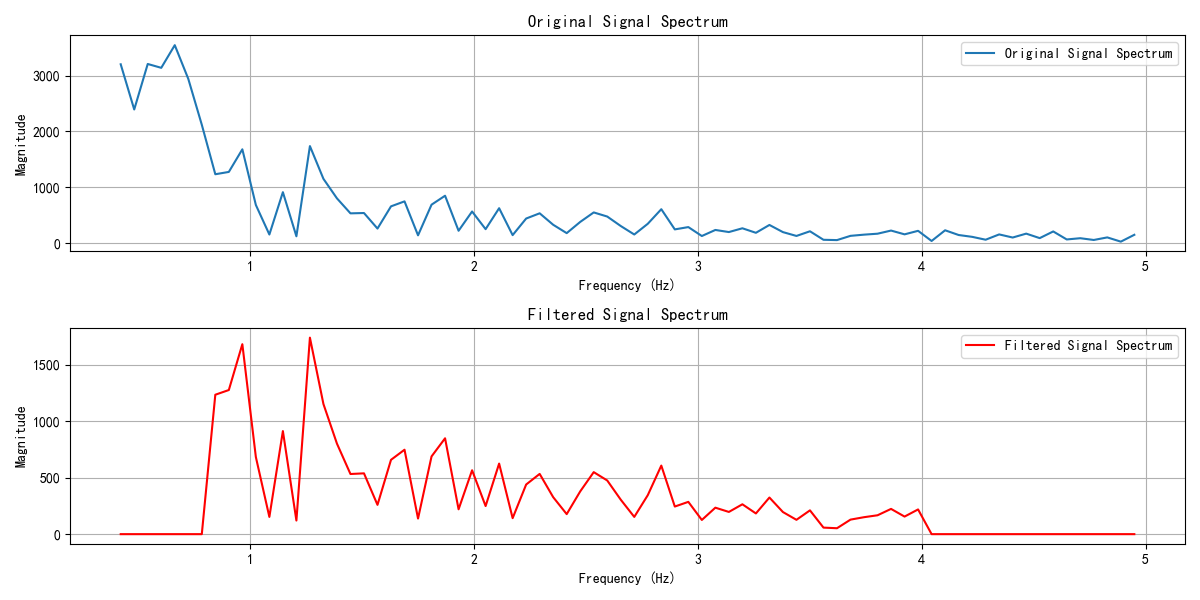 Original Signal Spectrum
Original Signal Spectrum
Magnitude
3000
2000
1000
0
1 2 3 4 5
Frequency (Hz)
Filtered Signal Spectrum
Filtered Signal Spectrum
Magnitude
1500
1000
500
0
1 2 3 4 5
Frequency (Hz)